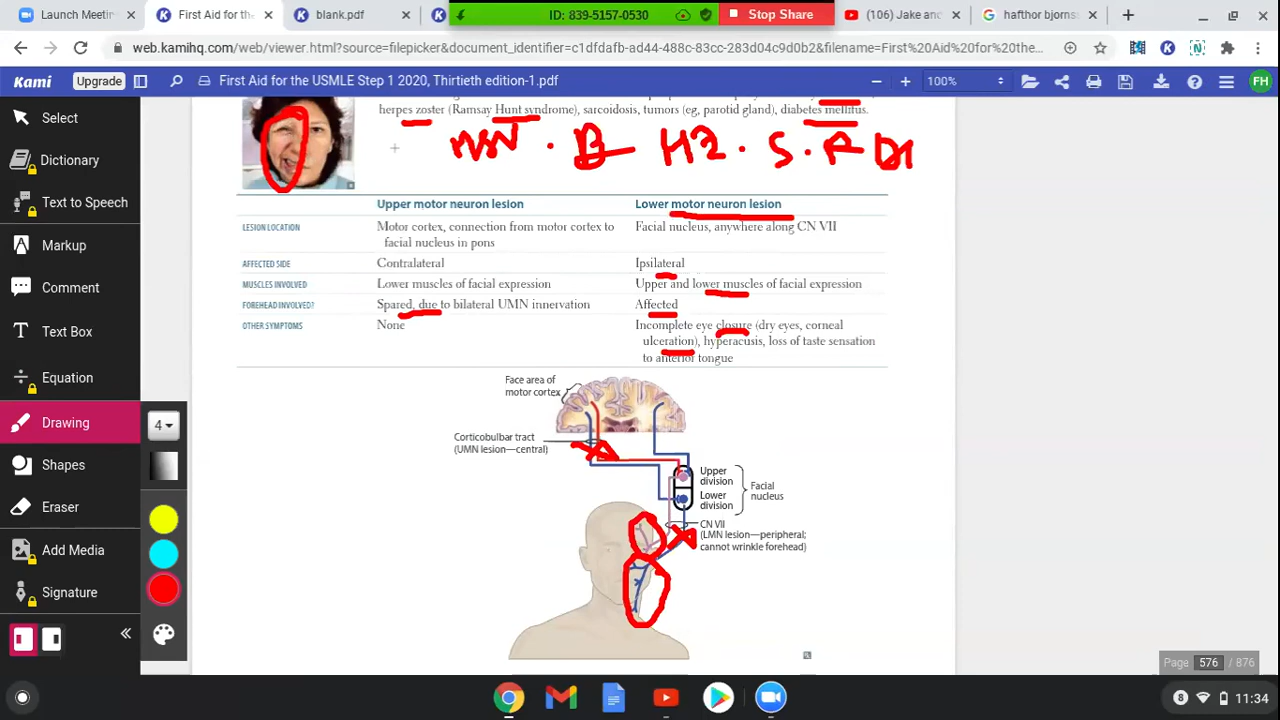 Launch Meeting
First Aid for the US
blank.pdf
ID: 839-5157-0530
Stop Share
(106) Jake and
hafthor bjorns
web.kamihq.com/web/viewer.html?source=filepicker&document_identifier=c1dfdafb-ad44-488c-83cc-283d04c9d0b2&filename=First%20Aid%20for%20the...
Kami
Upgrade
First Aid for the USMLE Step 1 2020, Thirtieth edition-1.pdf
100%
FH
Select
Dictionary
Text to Speech
Markup
Comment
Text Box
Equation
Drawing
Shapes
Eraser
Add Media
Signature
4
herpes zoster (Ramsay Hunt syndrome), sarcoidosis, tumors (eg, parotid gland), diabetes mellitus.
Upper motor neuron lesion
Lower motor neuron lesion
LESION LOCATION
Motor cortex, connection from motor cortex to
facial nucleus in pons
Facial nucleus, anywhere along CN VII
AFFECTED SIDE
Contralateral
Ipsilateral
MUSCLES INVOLVED
Lower muscles of facial expression
Upper and lower muscles of facial expression
FOREHEAD INVOLVED?
Spared, due to bilateral UMN innervation
Affected
OTHER SYMPTOMS
None
Incomplete eye closure (dry eyes, corneal
ulceration), hyperacusis, loss of taste sensation
to anterior tongue
Face area of
motor cortex
Corticobulbar tract
(UMN lesion—central)
Upper
division
Lower
division
Facial
nucleus
CN VII
(LMN lesion—peripheral;
cannot wrinkle forehead)
Page 576 / 876
8
11:34